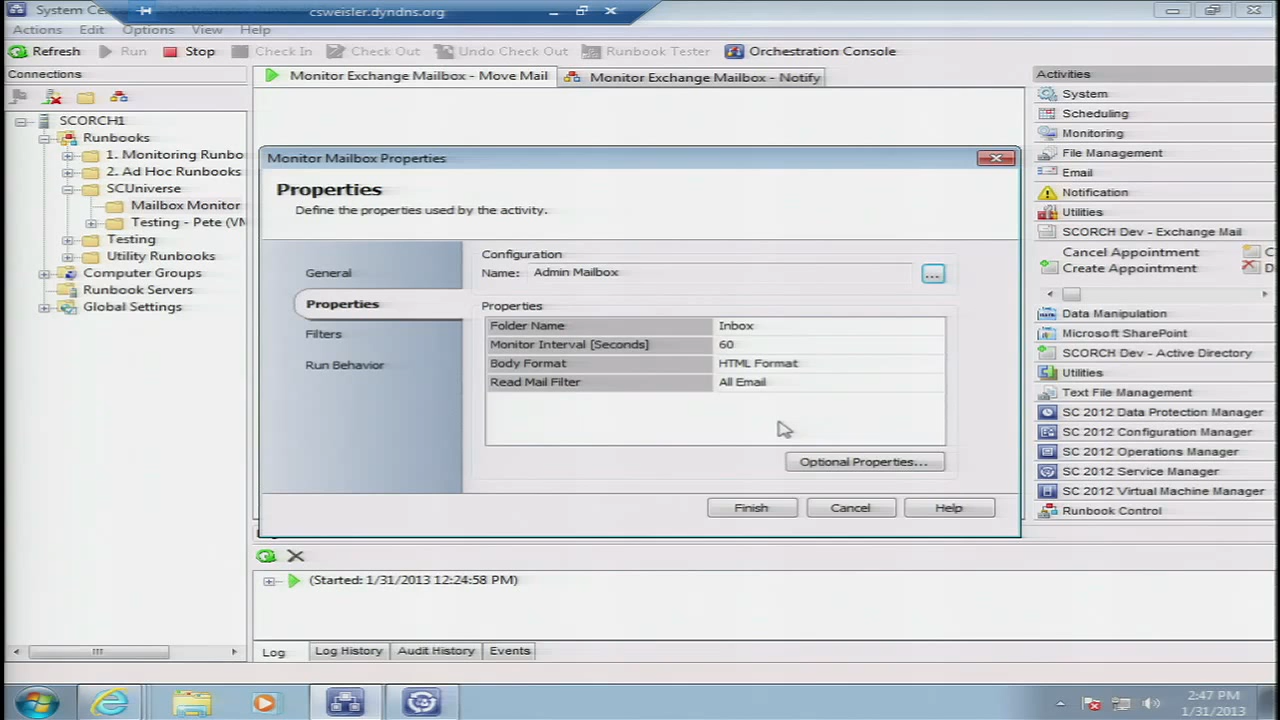 System Ce
csweisler.dyndns.org
Actions Edit Options View Help
Refresh Run Stop Check In Check Out Undo Check Out Runbook Tester Orchestration Console
Connections
Monitor Exchange Mailbox - Move Mail
Monitor Exchange Mailbox - Notify
SCORCH1
Runbooks
1. Monitoring Runbo
2. Ad Hoc Runbooks
SCUniverse
Mailbox Monitor
Testing - Pete (VM
Testing
Utility Runbooks
Computer Groups
Runbook Servers
Global Settings
Monitor Mailbox Properties
Properties
Define the properties used by the activity.
General
Properties
Filters
Run Behavior
Configuration
Name: Admin Mailbox
...
Properties
Folder Name Inbox
Monitor Interval [Seconds] 60
Body Format HTML Format
Read Mail Filter All Email
Optional Properties...
Finish Cancel Help
Activities
System
Scheduling
Monitoring
File Management
Email
Notification
Utilities
SCORCH Dev - Exchange Mail
Cancel Appointment C
Create Appointment D
Data Manipulation
Microsoft SharePoint
SCORCH Dev - Active Directory
Utilities
Text File Management
SC 2012 Data Protection Manager
SC 2012 Configuration Manager
SC 2012 Operations Manager
SC 2012 Service Manager
SC 2012 Virtual Machine Manager
Runbook Control
(Started: 1/31/2013 12:24:58 PM)
Log Log History Audit History Events
2:47 PM
1/31/2013